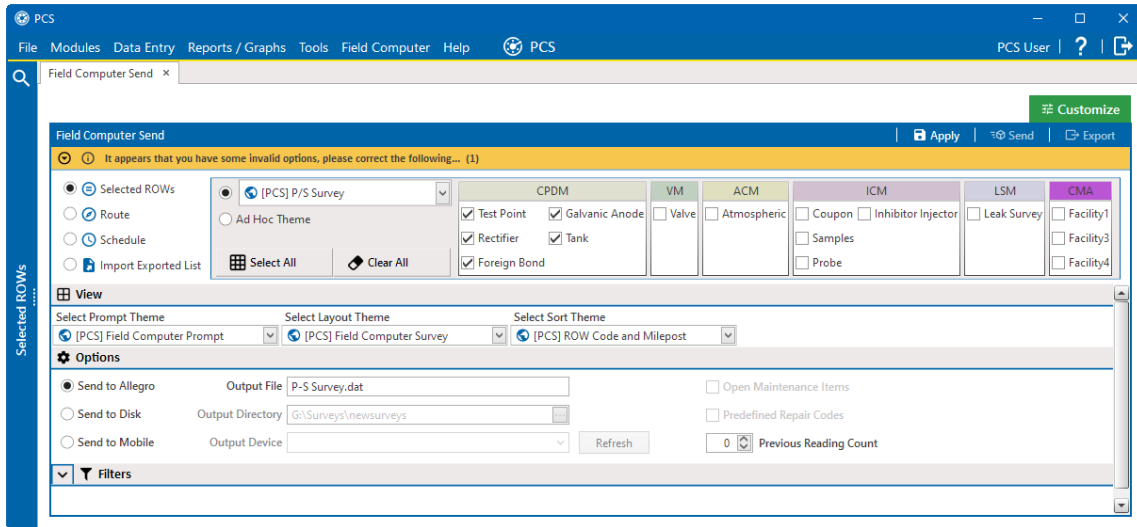 PCS
File Modules Data Entry Reports / Graphs Tools Field Computer Help PCS PCS User ?
Field Computer Send ×
Customize
Field Computer Send Apply Send Export
It appears that you have some invalid options, please correct the following... (1)
Selected ROWs
Selected ROWs
Route
Schedule
Import Exported List
[PCS] P/S Survey
Ad Hoc Theme
Select All Clear All
CPDM
Test Point Galvanic Anode
Rectifier Tank
Foreign Bond
VM
Valve
ACM
Atmospheric
ICM
Coupon Inhibitor Injector
Samples
Probe
LSM
Leak Survey
CMA
Facility1
Facility3
Facility4
View
Select Prompt Theme Select Layout Theme Select Sort Theme
[PCS] Field Computer Prompt [PCS] Field Computer Survey [PCS] ROW Code and Milepost
Options
Send to Allegro Output File P-S Survey.dat Open Maintenance Items
Send to Disk Output Directory G:\Surveys\newsurveys ... Predefined Repair Codes
Send to Mobile Output Device Refresh 0 Previous Reading Count
Filters